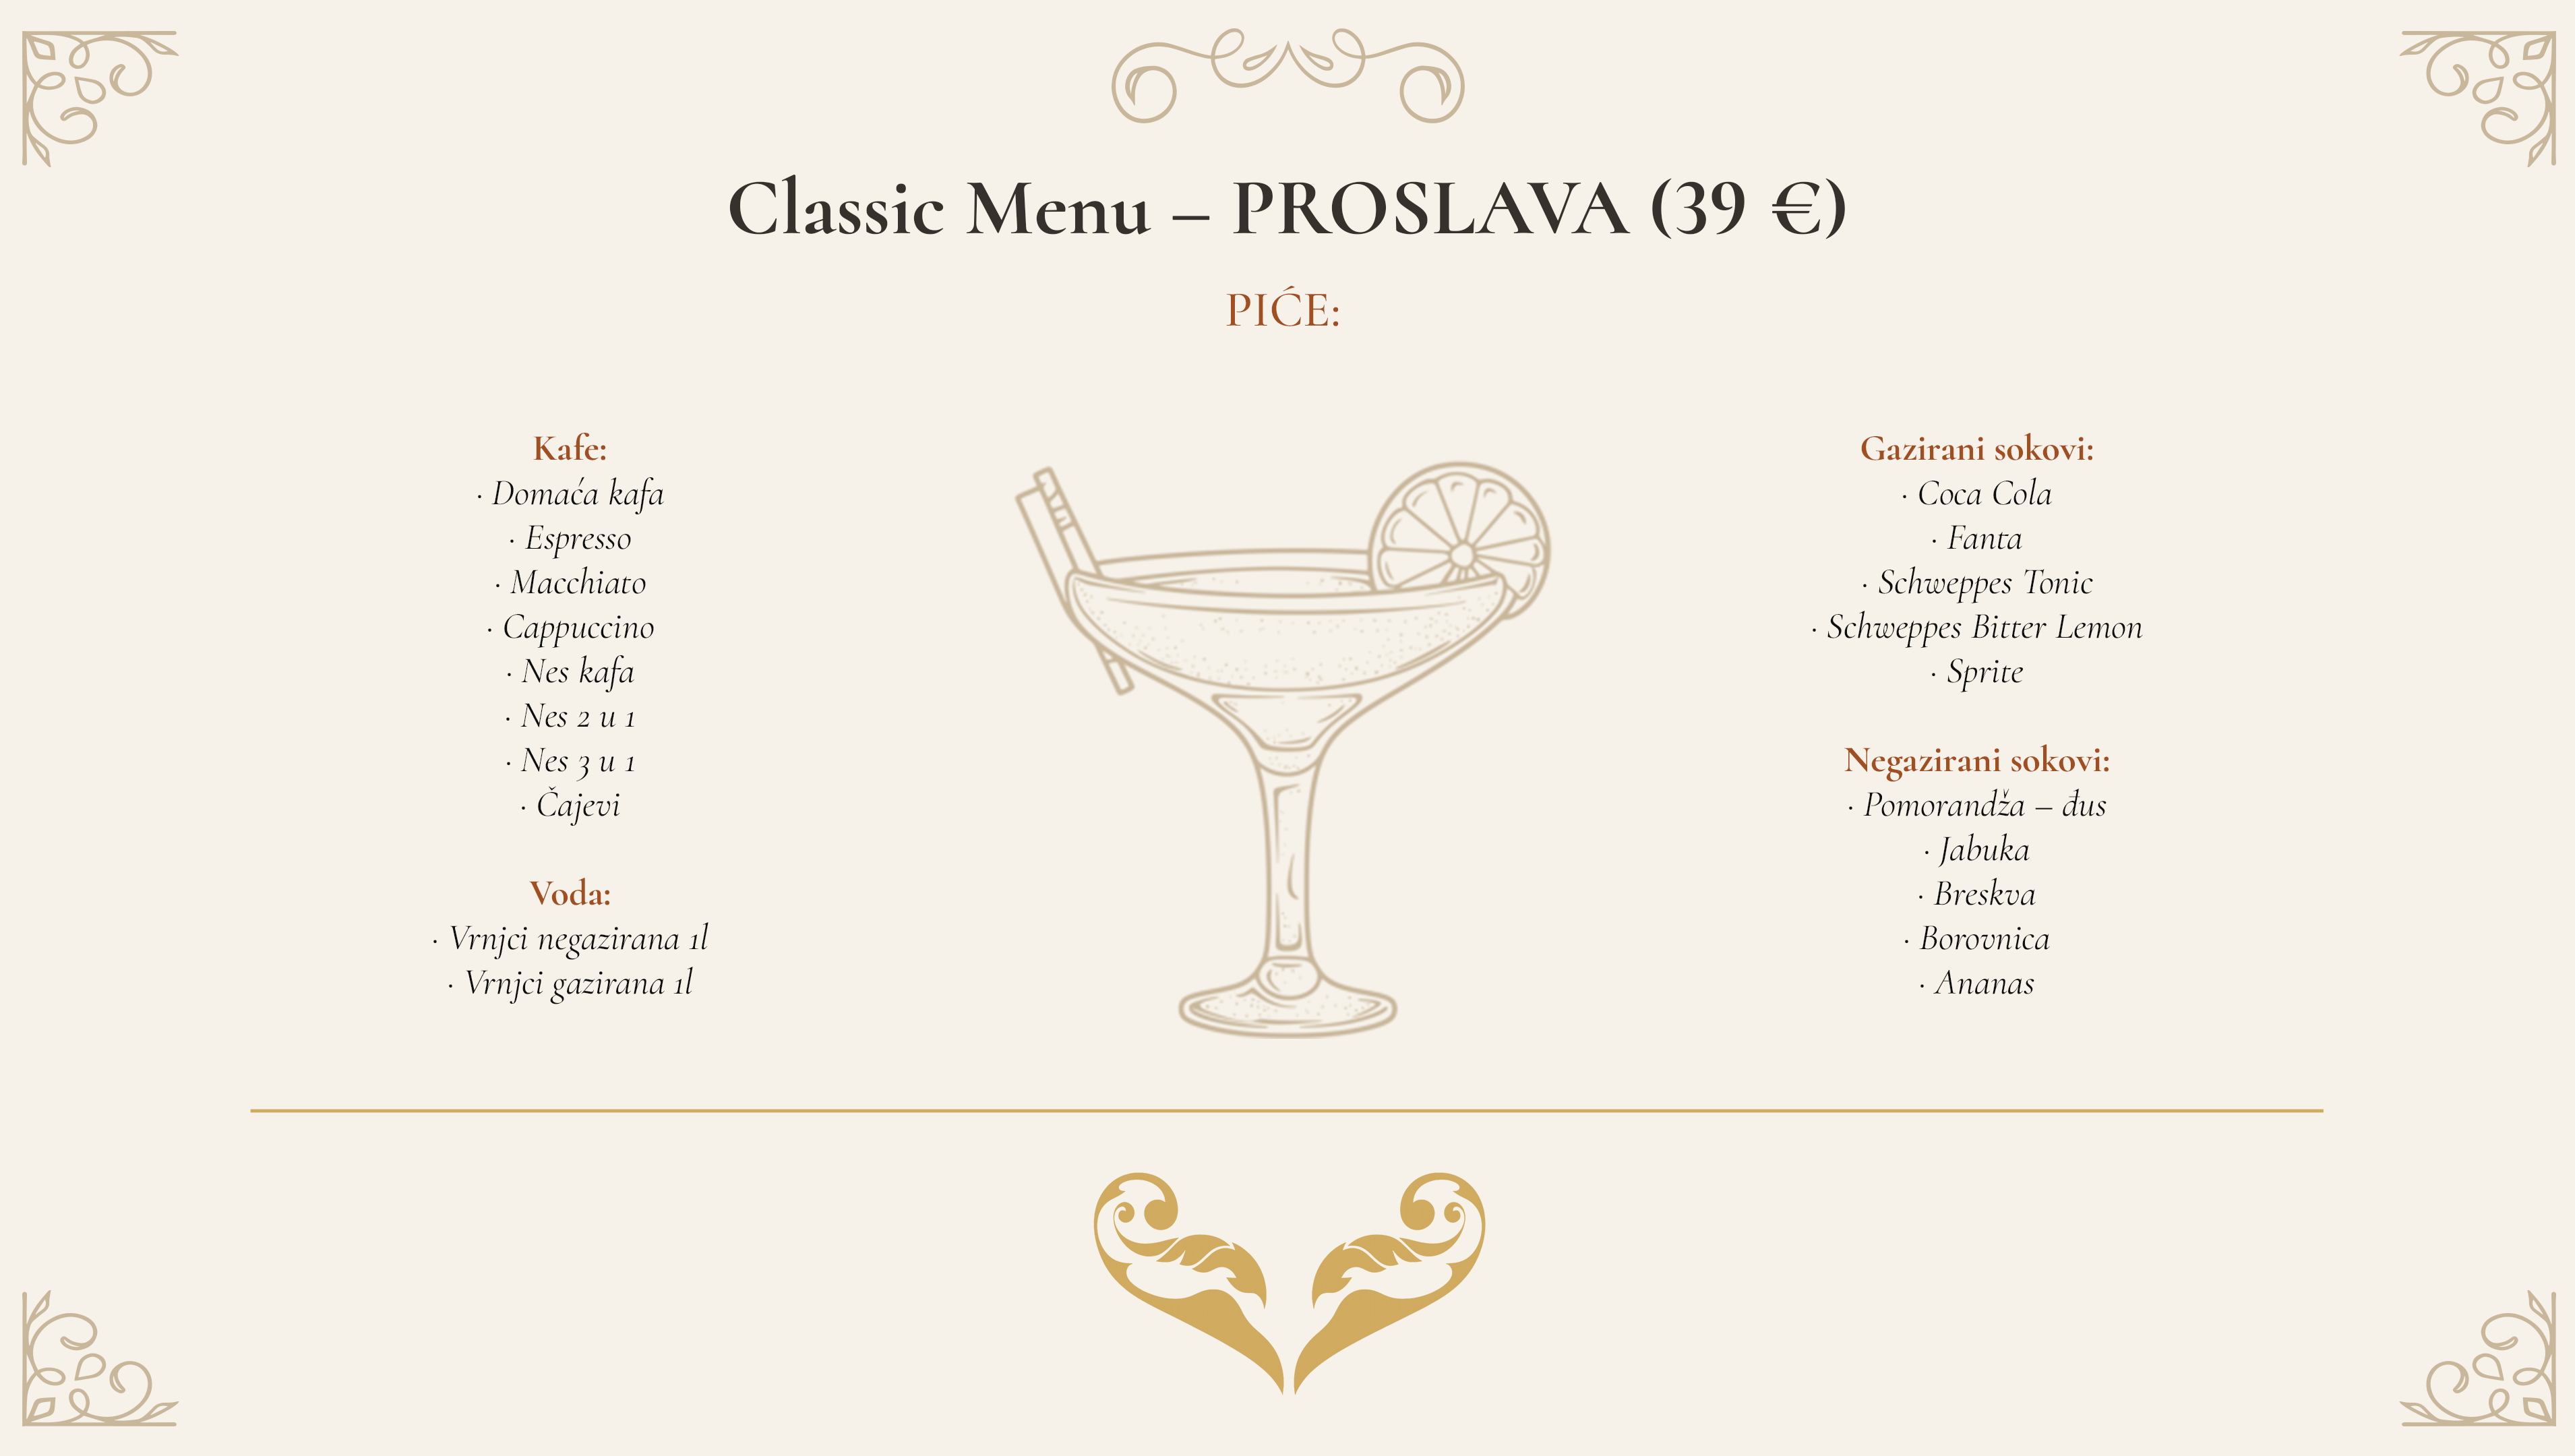 Classic Menu – PROSLAVA (39 €)
PIĆE:
Kafe:
· Domaća kafa
· Espresso
· Macchiato
· Cappuccino
· Nes kafa
· Nes 2 u 1
· Nes 3 u 1
· Čajevi
Voda:
· Vrnjci negazirana 1l
· Vrnjci gazirana 1l
Gazirani sokovi:
· Coca Cola
· Fanta
· Schweppes Tonic
· Schweppes Bitter Lemon
· Sprite
Negazirani sokovi:
· Pomorandža – đus
· Jabuka
· Breskva
· Borovnica
· Ananas